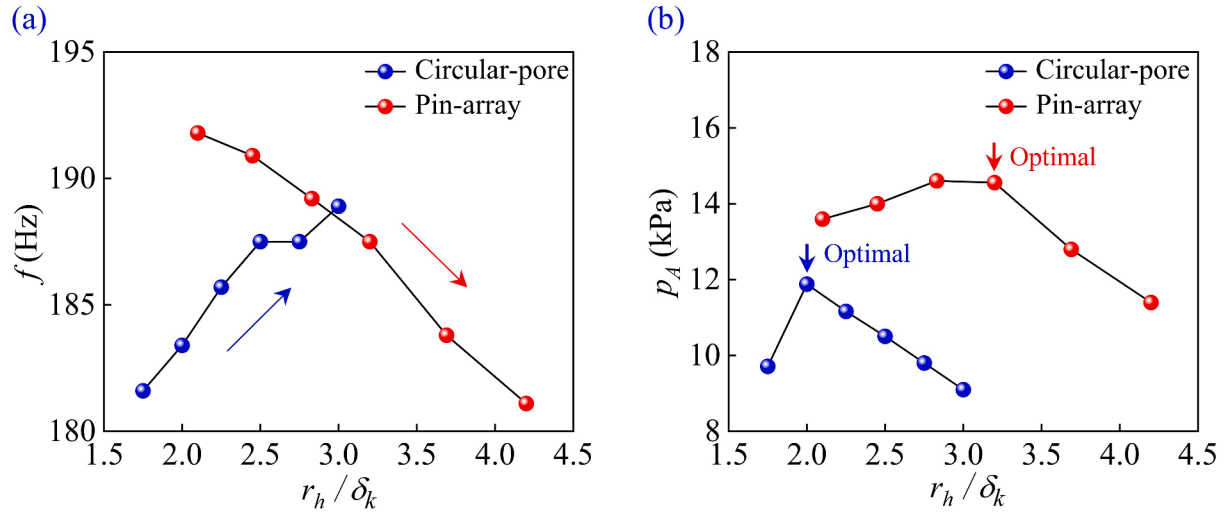 (a)
195
190
185
180
f (Hz)
Circular-pore
Pin-array
1.5 2.0 2.5 3.0 3.5 4.0 4.5
r_h / δ_k
(b)
18
16
14
12
10
8
p_A (kPa)
Circular-pore
Pin-array
Optimal
Optimal
1.5 2.0 2.5 3.0 3.5 4.0 4.5
r_h / δ_k